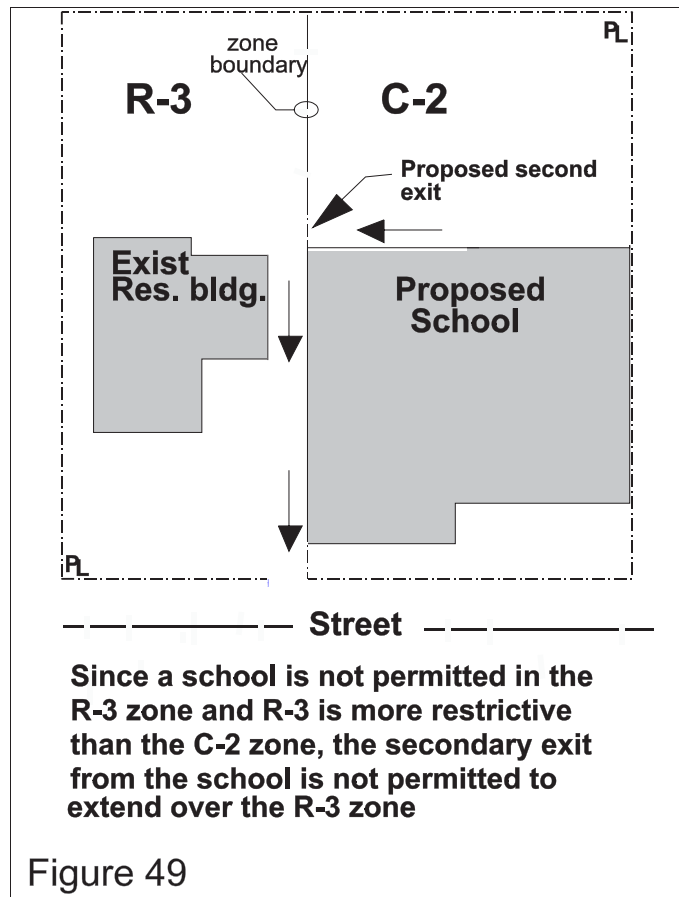 zone
boundary
PL
R-3
C-2
Proposed second
exit
Exist
Res. bldg.
Proposed
School
PL
Street
Since a school is not permitted in the
R-3 zone and R-3 is more restrictive
than the C-2 zone, the secondary exit
from the school is not permitted to
extend over the R-3 zone
Figure 49